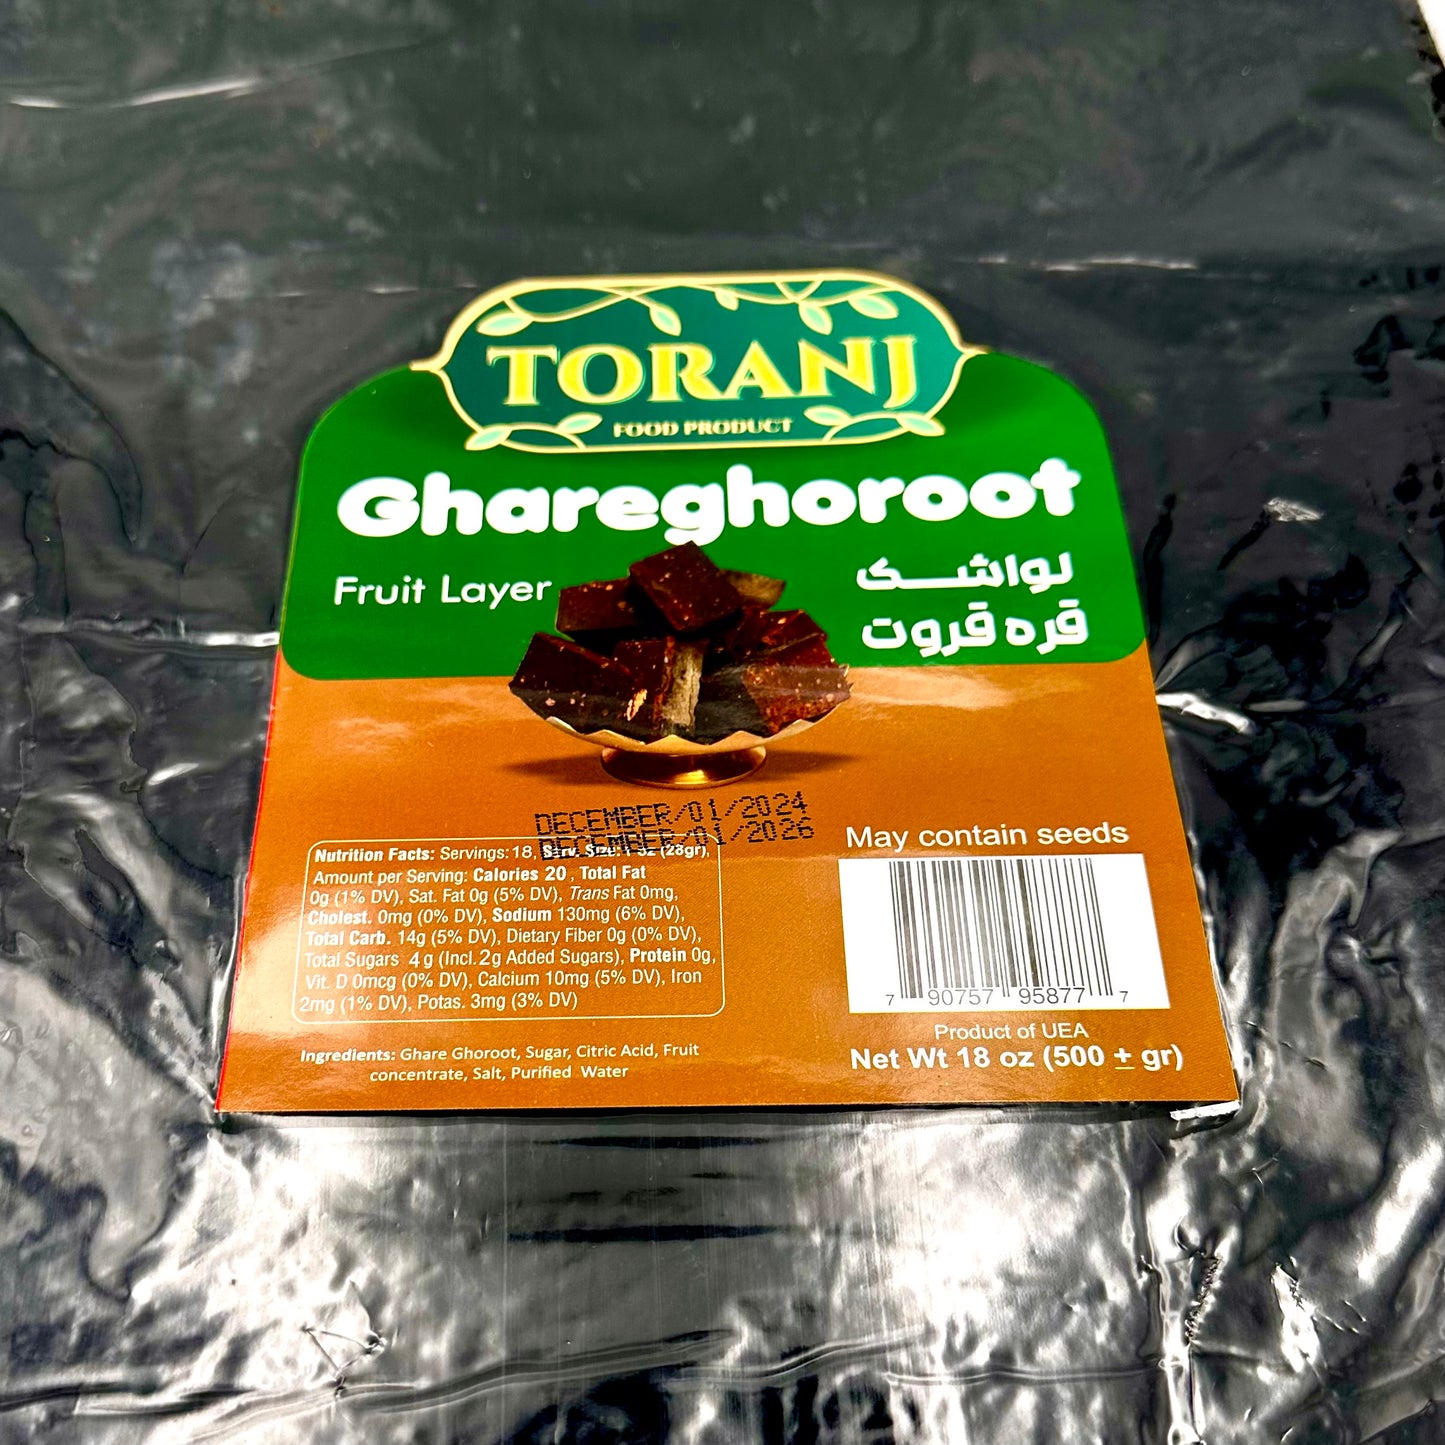 TORANJ
FOOD PRODUCT
Ghareghoroot
Fruit Layer
لواشک
قره قروت
DECEMBER/01/2024
DECEMBER/01/2026
Nutrition Facts: Servings: 18, Serv. Size: 1 oz (28gr),
Amount per Serving: Calories 20 , Total Fat
0g (1% DV), Sat. Fat 0g (5% DV), Trans Fat 0mg,
Cholest. 0mg (0% DV), Sodium 130mg (6% DV),
Total Carb. 14g (5% DV), Dietary Fiber 0g (0% DV),
Total Sugars 4 g (Incl. 2g Added Sugars), Protein 0g,
Vit. D 0mcg (0% DV), Calcium 10mg (5% DV), Iron
2mg (1% DV), Potas. 3mg (3% DV)
Ingredients: Ghare Ghoroot, Sugar, Citric Acid, Fruit
concentrate, Salt, Purified Water
May contain seeds
7 90757 95877 7
Product of UEA
Net Wt 18 oz (500 ± gr)